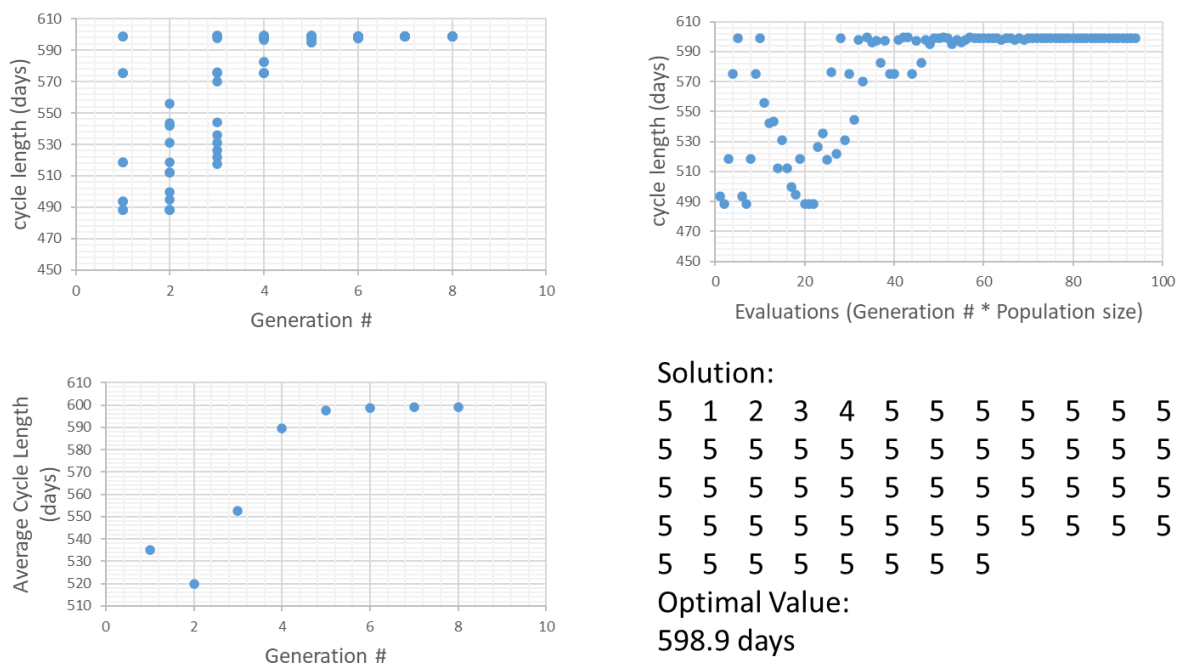 610
590
570
550
530
510
490
470
450
cycle length (days)
0 2 4 6 8 10
Generation #
610
590
570
550
530
510
490
470
450
cycle length (days)
0 20 40 60 80 100
Evaluations (Generation # * Population size)
610
600
590
580
570
560
550
540
530
520
510
Average Cycle Length
(days)
0 2 4 6 8 10
Generation #
Solution:
5 1 2 3 4 5 5 5 5 5 5 5
5 5 5 5 5 5 5 5 5 5 5 5
5 5 5 5 5 5 5 5 5 5 5 5
5 5 5 5 5 5 5 5 5 5 5 5
5 5 5 5 5 5 5 5
Optimal Value:
598.9 days